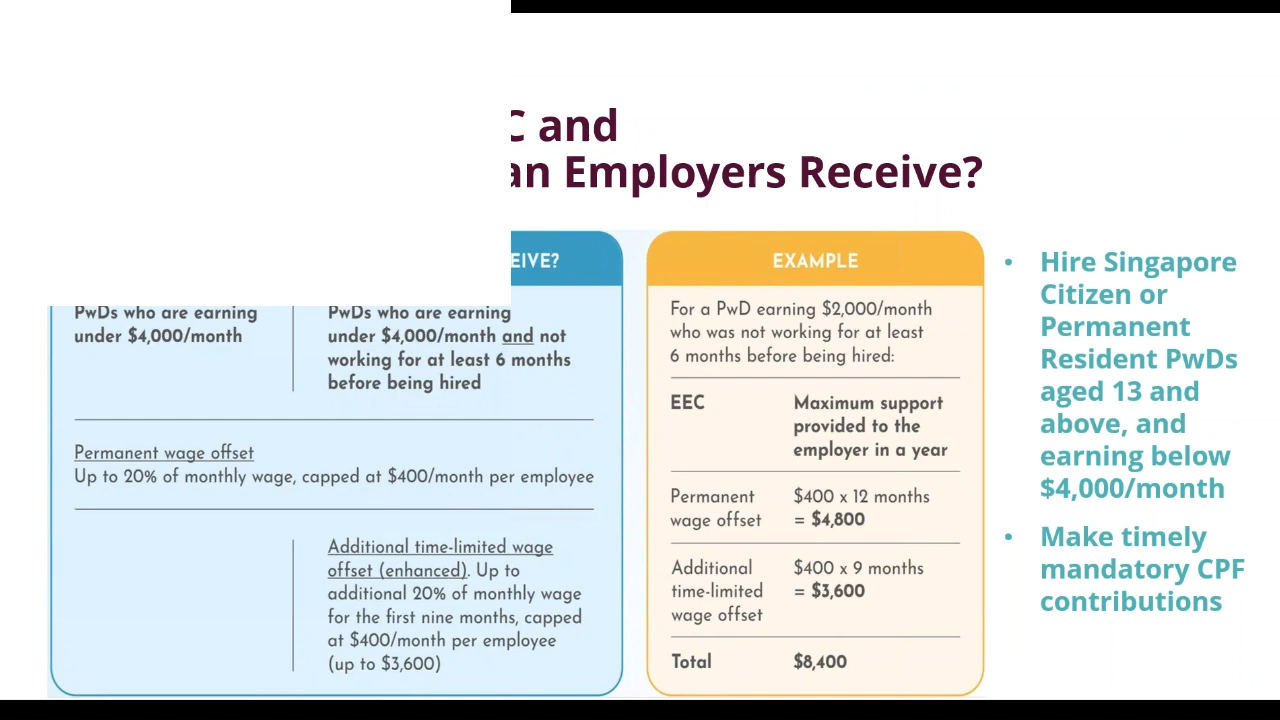 and
Employers Receive?
PwDs who are earning
under $4,000/month
PwDs who are earning
under $4,000/month and not
working for at least 6 months
before being hired
Permanent wage offset
Up to 20% of monthly wage, capped at $400/month per employee
Additional time-limited wage
offset (enhanced). Up to
additional 20% of monthly wage
for the first nine months, capped
at $400/month per employee
(up to $3,600)
EXAMPLE
For a PwD earning $2,000/month
who was not working for at least
6 months before being hired:
EEC
Maximum support
provided to the
employer in a year
Permanent
wage offset
$400 x 12 months
= $4,800
Additional
time-limited
wage offset
$400 x 9 months
= $3,600
Total
$8,400
• Hire Singapore
Citizen or
Permanent
Resident PwDs
aged 13 and
above, and
earning below
$4,000/month
• Make timely
mandatory CPF
contributions